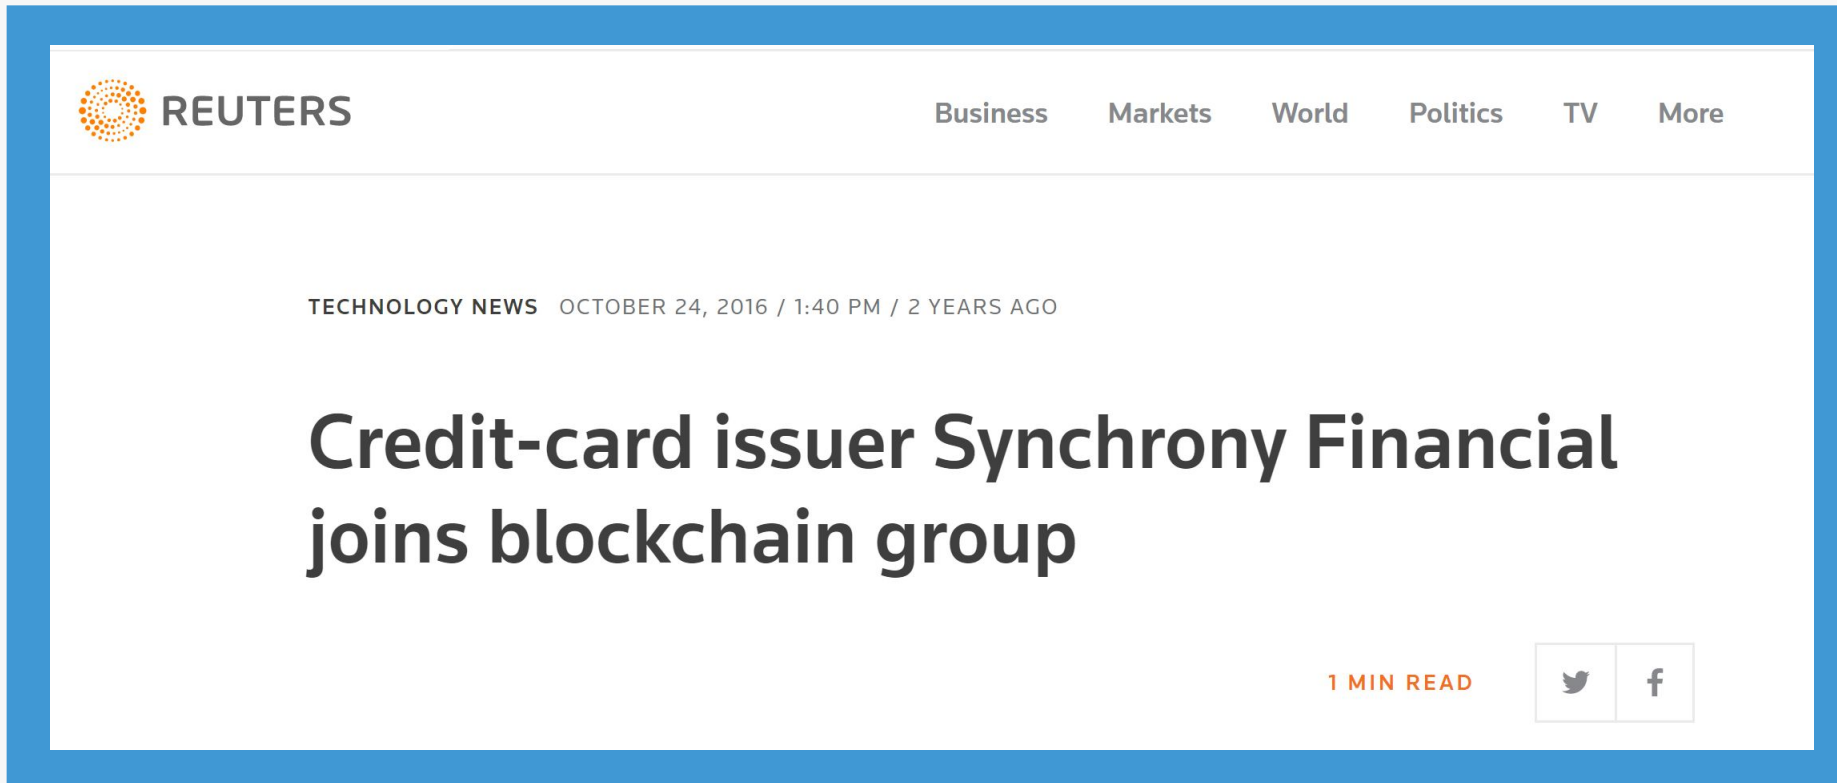 REUTERS
Business Markets World Politics TV More
TECHNOLOGY NEWS OCTOBER 24, 2016 / 1:40 PM / 2 YEARS AGO
Credit-card issuer Synchrony Financial
joins blockchain group
1 MIN READ